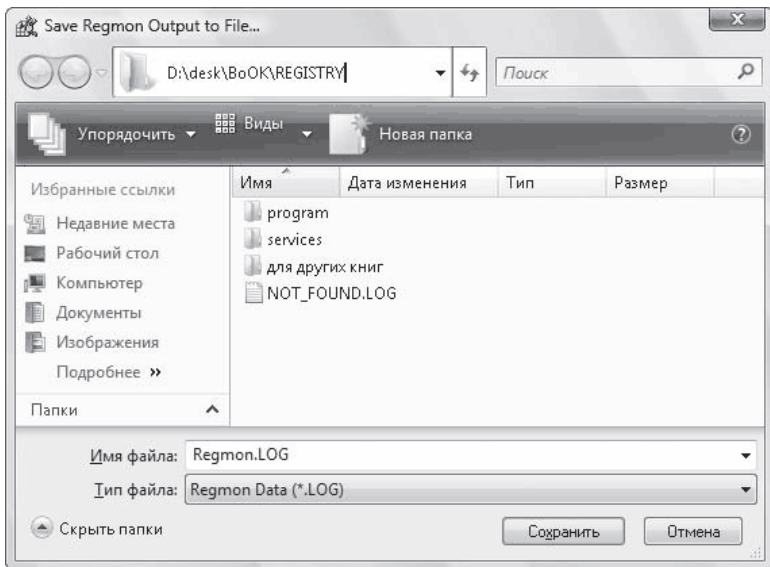 Save Regmon Output to File...
D:\desk\BoOK\REGISTRY
Поиск
Упорядочить
Виды
Новая папка
Избранные ссылки
Недавние места
Рабочий стол
Компьютер
Документы
Изображения
Подробнее »
Папки
Имя Дата изменения Тип Размер
program
services
для других книг
NOT_FOUND.LOG
Имя файла: Regmon.LOG
Тип файла: Regmon Data (*.LOG)
Скрыть папки
Сохранить
Отмена